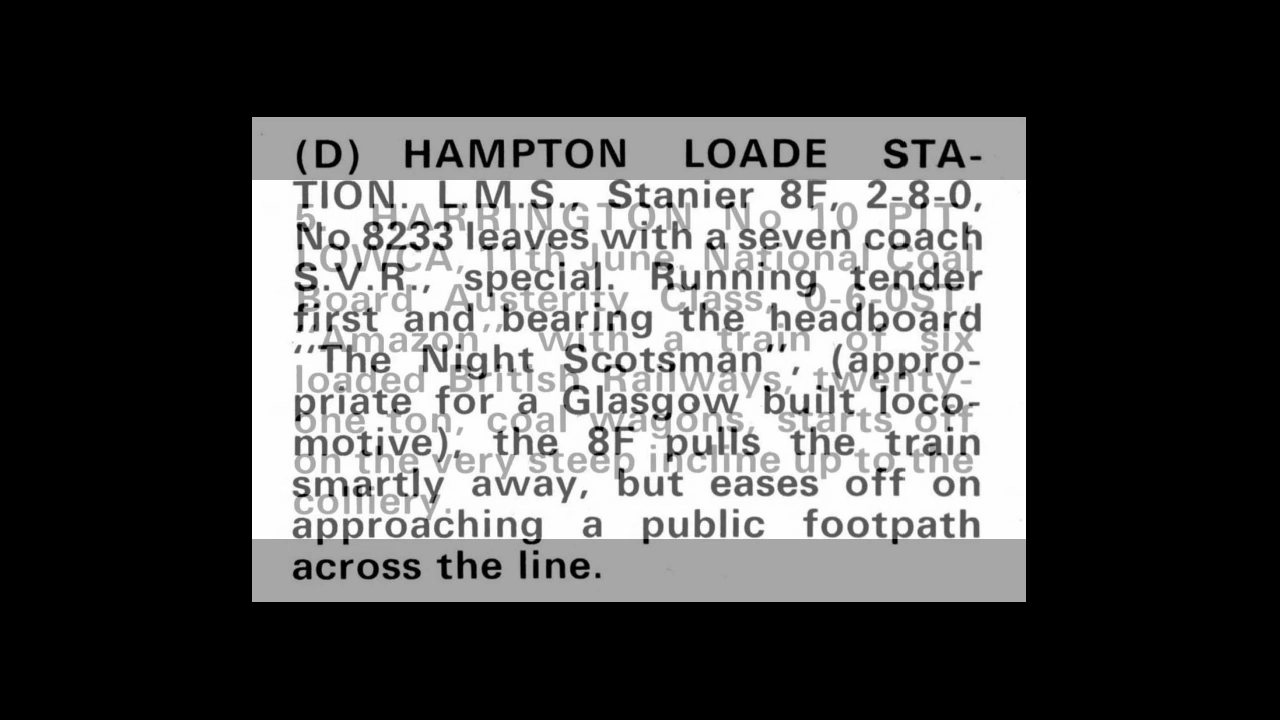 (D) HAMPTON LOADE STA-
TION. L.M.S., Stanier 8F, 2-8-0,
No 8233 leaves with a seven coach
S.V.R., special. Running tender
first and bearing the headboard
"The Night Scotsman", (appro-
priate for a Glasgow built loco-
motive), the 8F pulls the train
smartly away, but eases off on
approaching a public footpath
across the line.
5. HARRINGTON No 10 PIT,
LOWCA, 11th June. National Coal
Board Austerity Class, 0-6-0ST,
"Amazon" with a train of six
loaded British Railways, twenty-
one ton, coal wagons, starts off
on the very steep incline up to the
colliery.